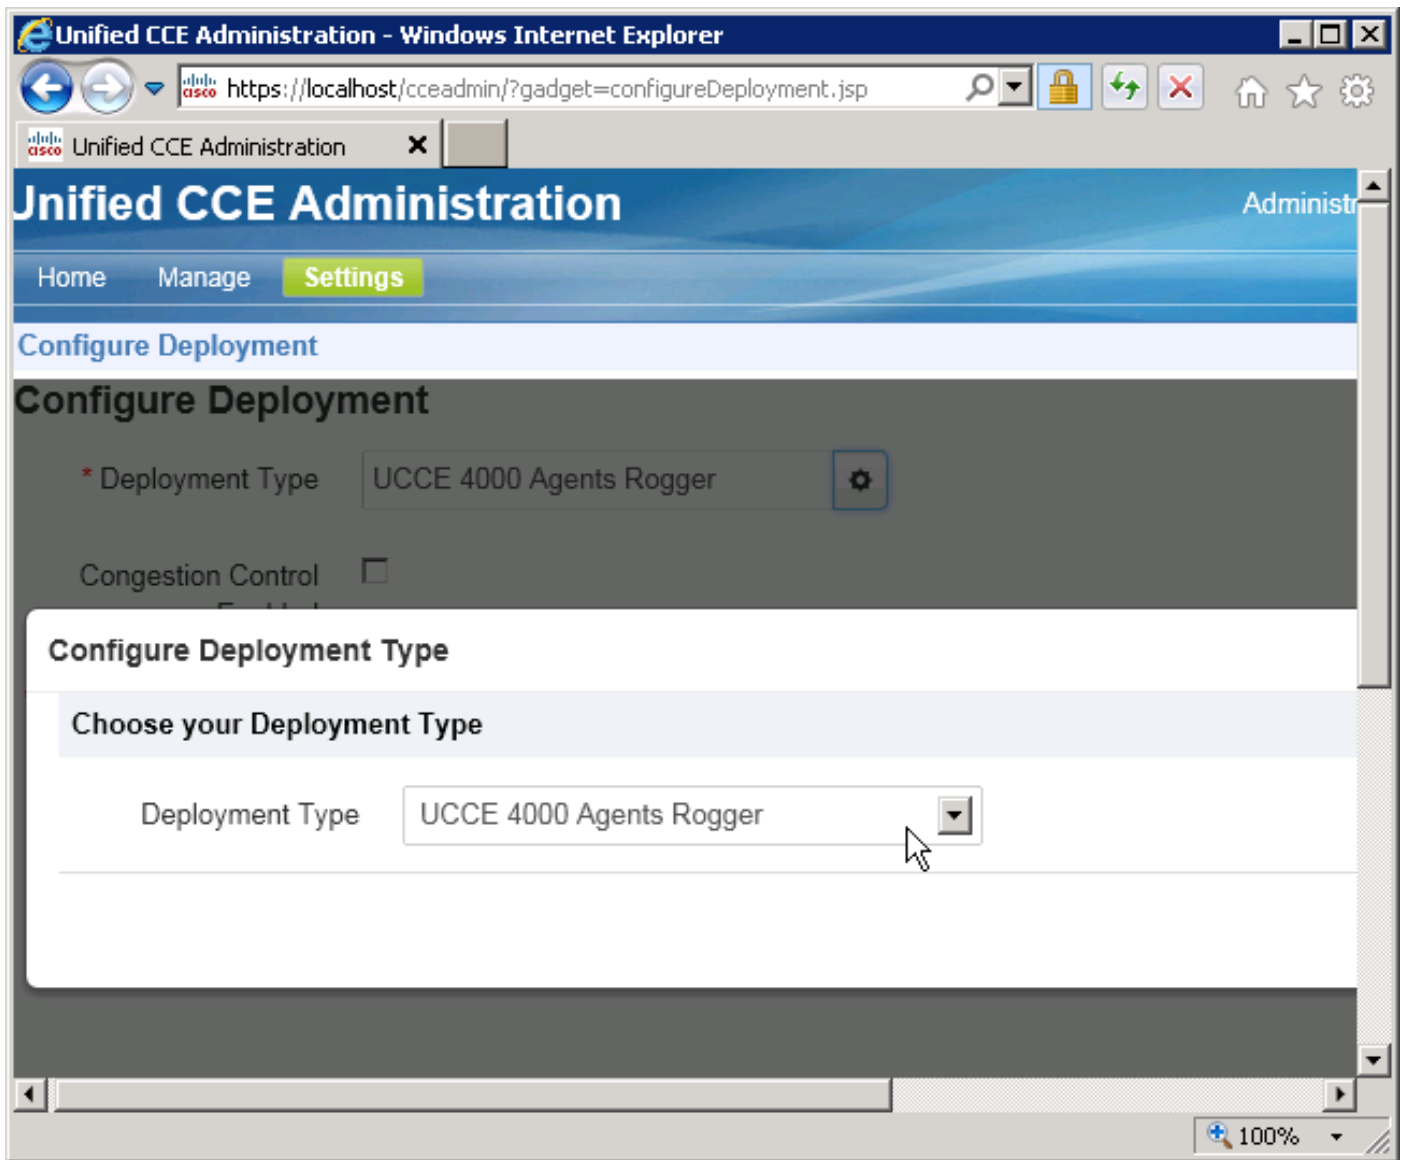 Unified CCE Administration - Windows Internet Explorer
cisco https://localhost/cceadmin/?gadget=configureDeployment.jsp
cisco Unified CCE Administration
Unified CCE Administration Administr
Home Manage Settings
Configure Deployment
Configure Deployment
* Deployment Type UCCE 4000 Agents Rogger
Congestion Control
Configure Deployment Type
Choose your Deployment Type
Deployment Type UCCE 4000 Agents Rogger
100%